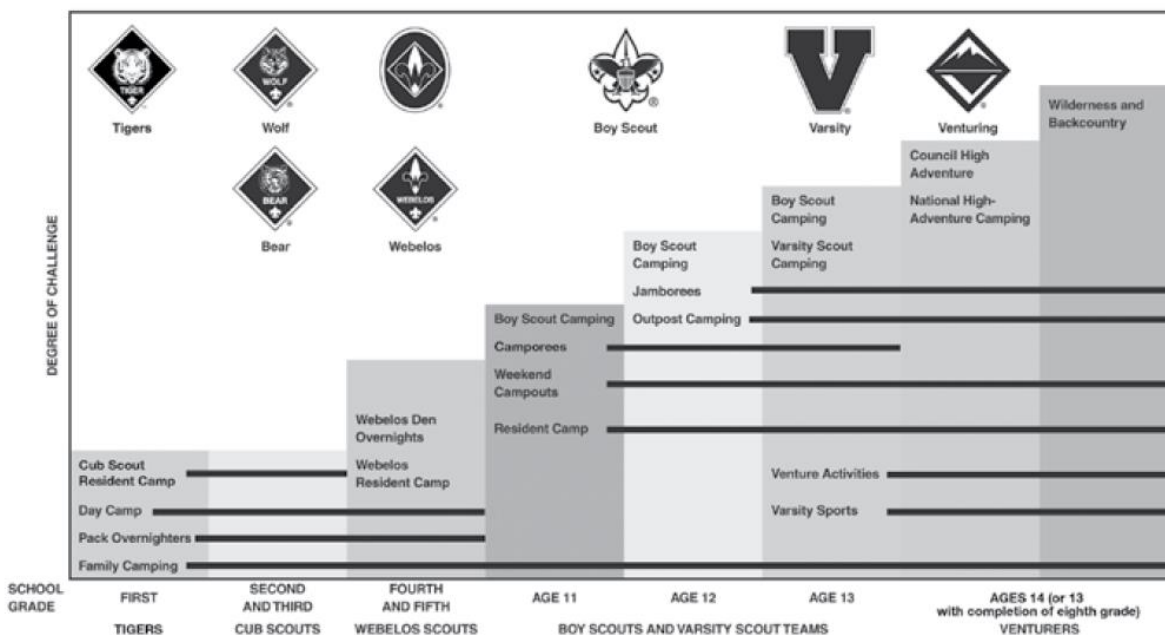 TIGER
WOLF
V
Tigers
Wolf
Boy Scout
Varsity
Venturing
BEAR
WEBELOS
Bear
Webelos
DEGREE OF CHALLENGE
Wilderness and
Backcountry
Council High
Adventure
National High-
Adventure Camping
Boy Scout
Camping
Varsity Scout
Camping
Boy Scout
Camping
Jamborees
Outpost Camping
Boy Scout Camping
Camporees
Weekend
Campouts
Resident Camp
Webelos Den
Overnights
Webelos
Resident Camp
Cub Scout
Resident Camp
Day Camp
Pack Overnighters
Family Camping
Venture Activities
Varsity Sports
SCHOOL
GRADE
FIRST
SECOND
AND THIRD
FOURTH
AND FIFTH
AGE 11
AGE 12
AGE 13
AGES 14 (or 13
with completion of eighth grade)
TIGERS
CUB SCOUTS
WEBELOS SCOUTS
BOY SCOUTS AND VARSITY SCOUT TEAMS
VENTURERS